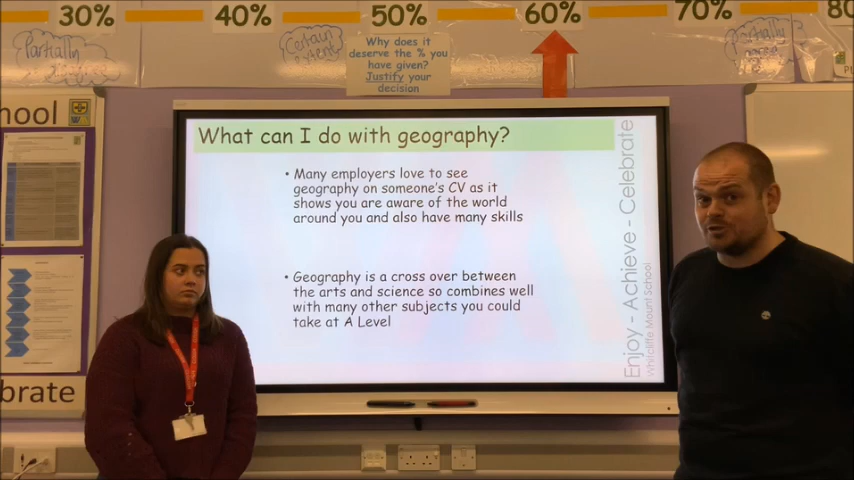 30%
40%
50%
60%
70%
80
Partially
Certain
extent
Why does it
deserve the % you
have given?
Justify your
decision
Partially
hool
What can I do with geography?
• Many employers love to see
geography on someone's CV as it
shows you are aware of the world
around you and also have many skills
• Geography is a cross over between
the arts and science so combines well
with many other subjects you could
take at A Level
Enjoy - Achieve - Celebrate
Whitcliffe Mount School
brate